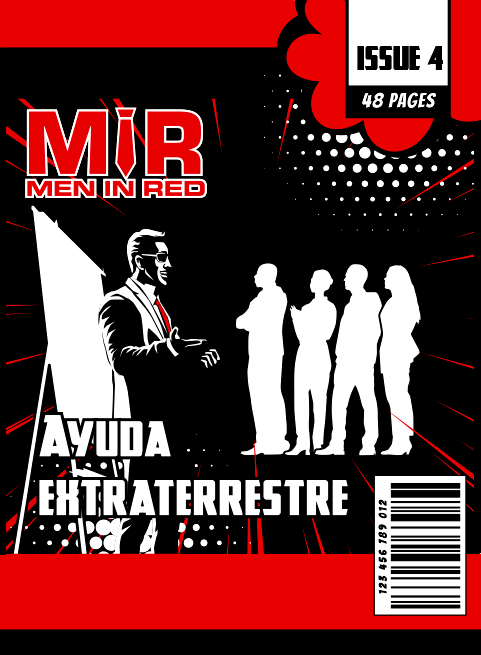 ISSUE 4
48 PAGES
MiR
MEN IN RED
AYUDA
EXTRATERRESTRE
123 456 789 012